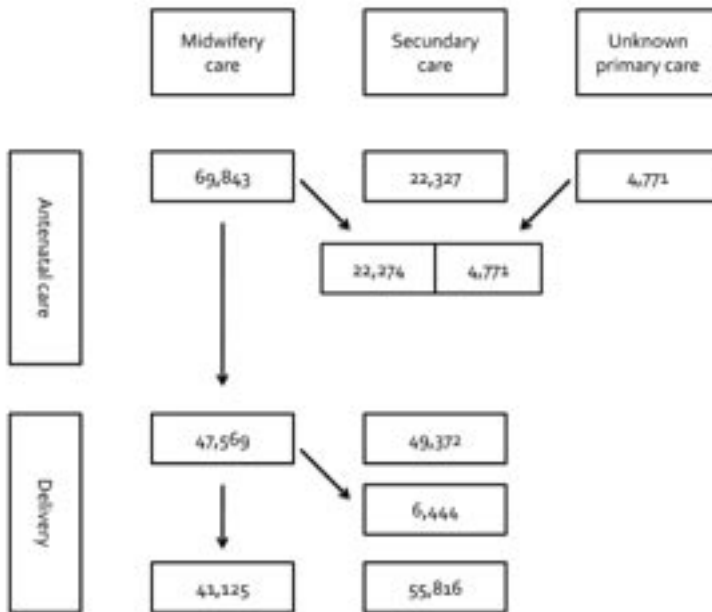 Midwifery
care
Secundary
care
Unknown
primary care
Antenatal care
69,843
22,327
4,771
22,274
4,771
Delivery
47,569
49,372
6,444
41,125
55,816